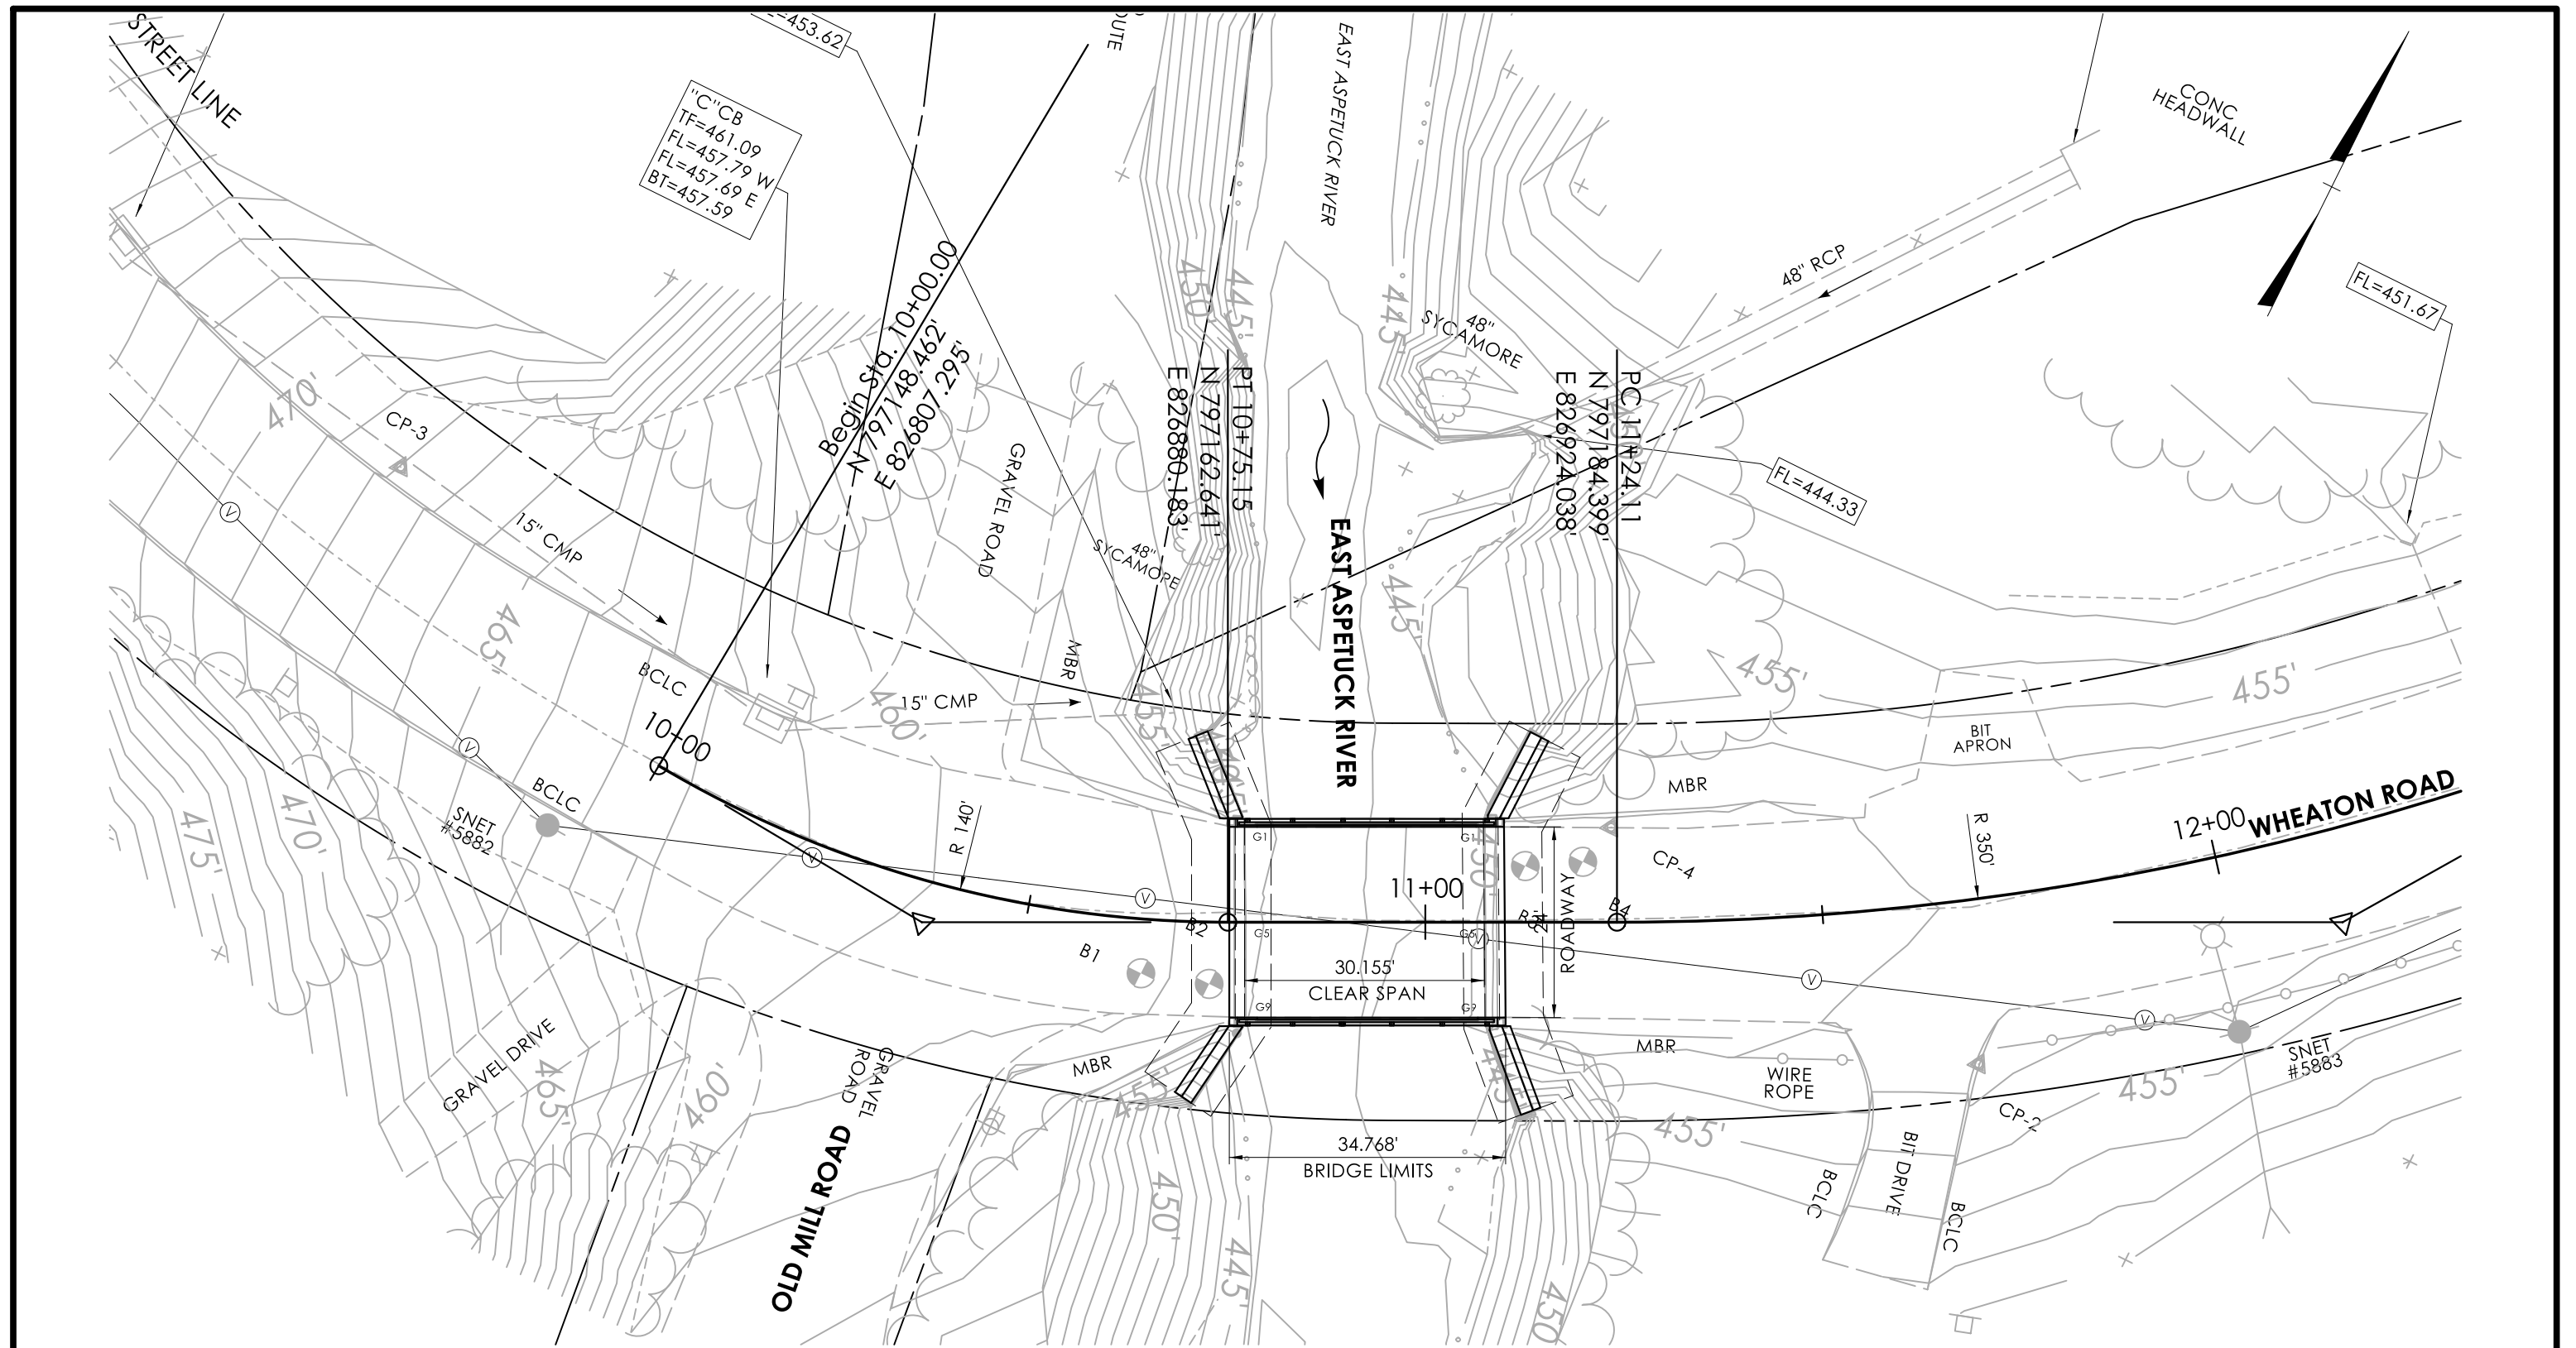 STREET LINE
=453.62
UTE
EAST ASPETUCK RIVER
CONC
HEADWALL
"C"CB
TF=461.09
FL=457.79 W
FL=457.69 E
BT=457.59
Begin Sta. 10+00.00
N 797148.462'
E 826807.295'
450'
445'
445'
48"
SYCAMORE
48" RCP
FL=451.67
470'
CP-3
15" CMP
GRAVEL ROAD
48"
SYCAMORE
PT 10+75.15
N 797162.641'
E 826880.183'
PC 11+24.11
N 797184.399'
E 826924.038'
450'
FL=444.33
EAST ASPETUCK RIVER
445'
465'
BCLC
MBR
15" CMP
460'
455'
455'
455'
10+00
BIT
APRON
MBR
BCLC
SNET
#5882
475'
470'
R 140'
G1
G1
450'
CP-4
R 350'
12+00
WHEATON ROAD
11+00
B1
B2
B4
G5
G5
24'
ROADWAY
30.155'
CLEAR SPAN
G9
G9
GRAVEL DRIVE
465'
460'
GRAVEL
ROAD
OLD MILL ROAD
MBR
455'
445'
MBR
WIRE
ROPE
455'
34.768'
BRIDGE LIMITS
450'
445'
450
BCLC
BIT DRIVE
BCLC
CP-2
455'
SNET
#5883